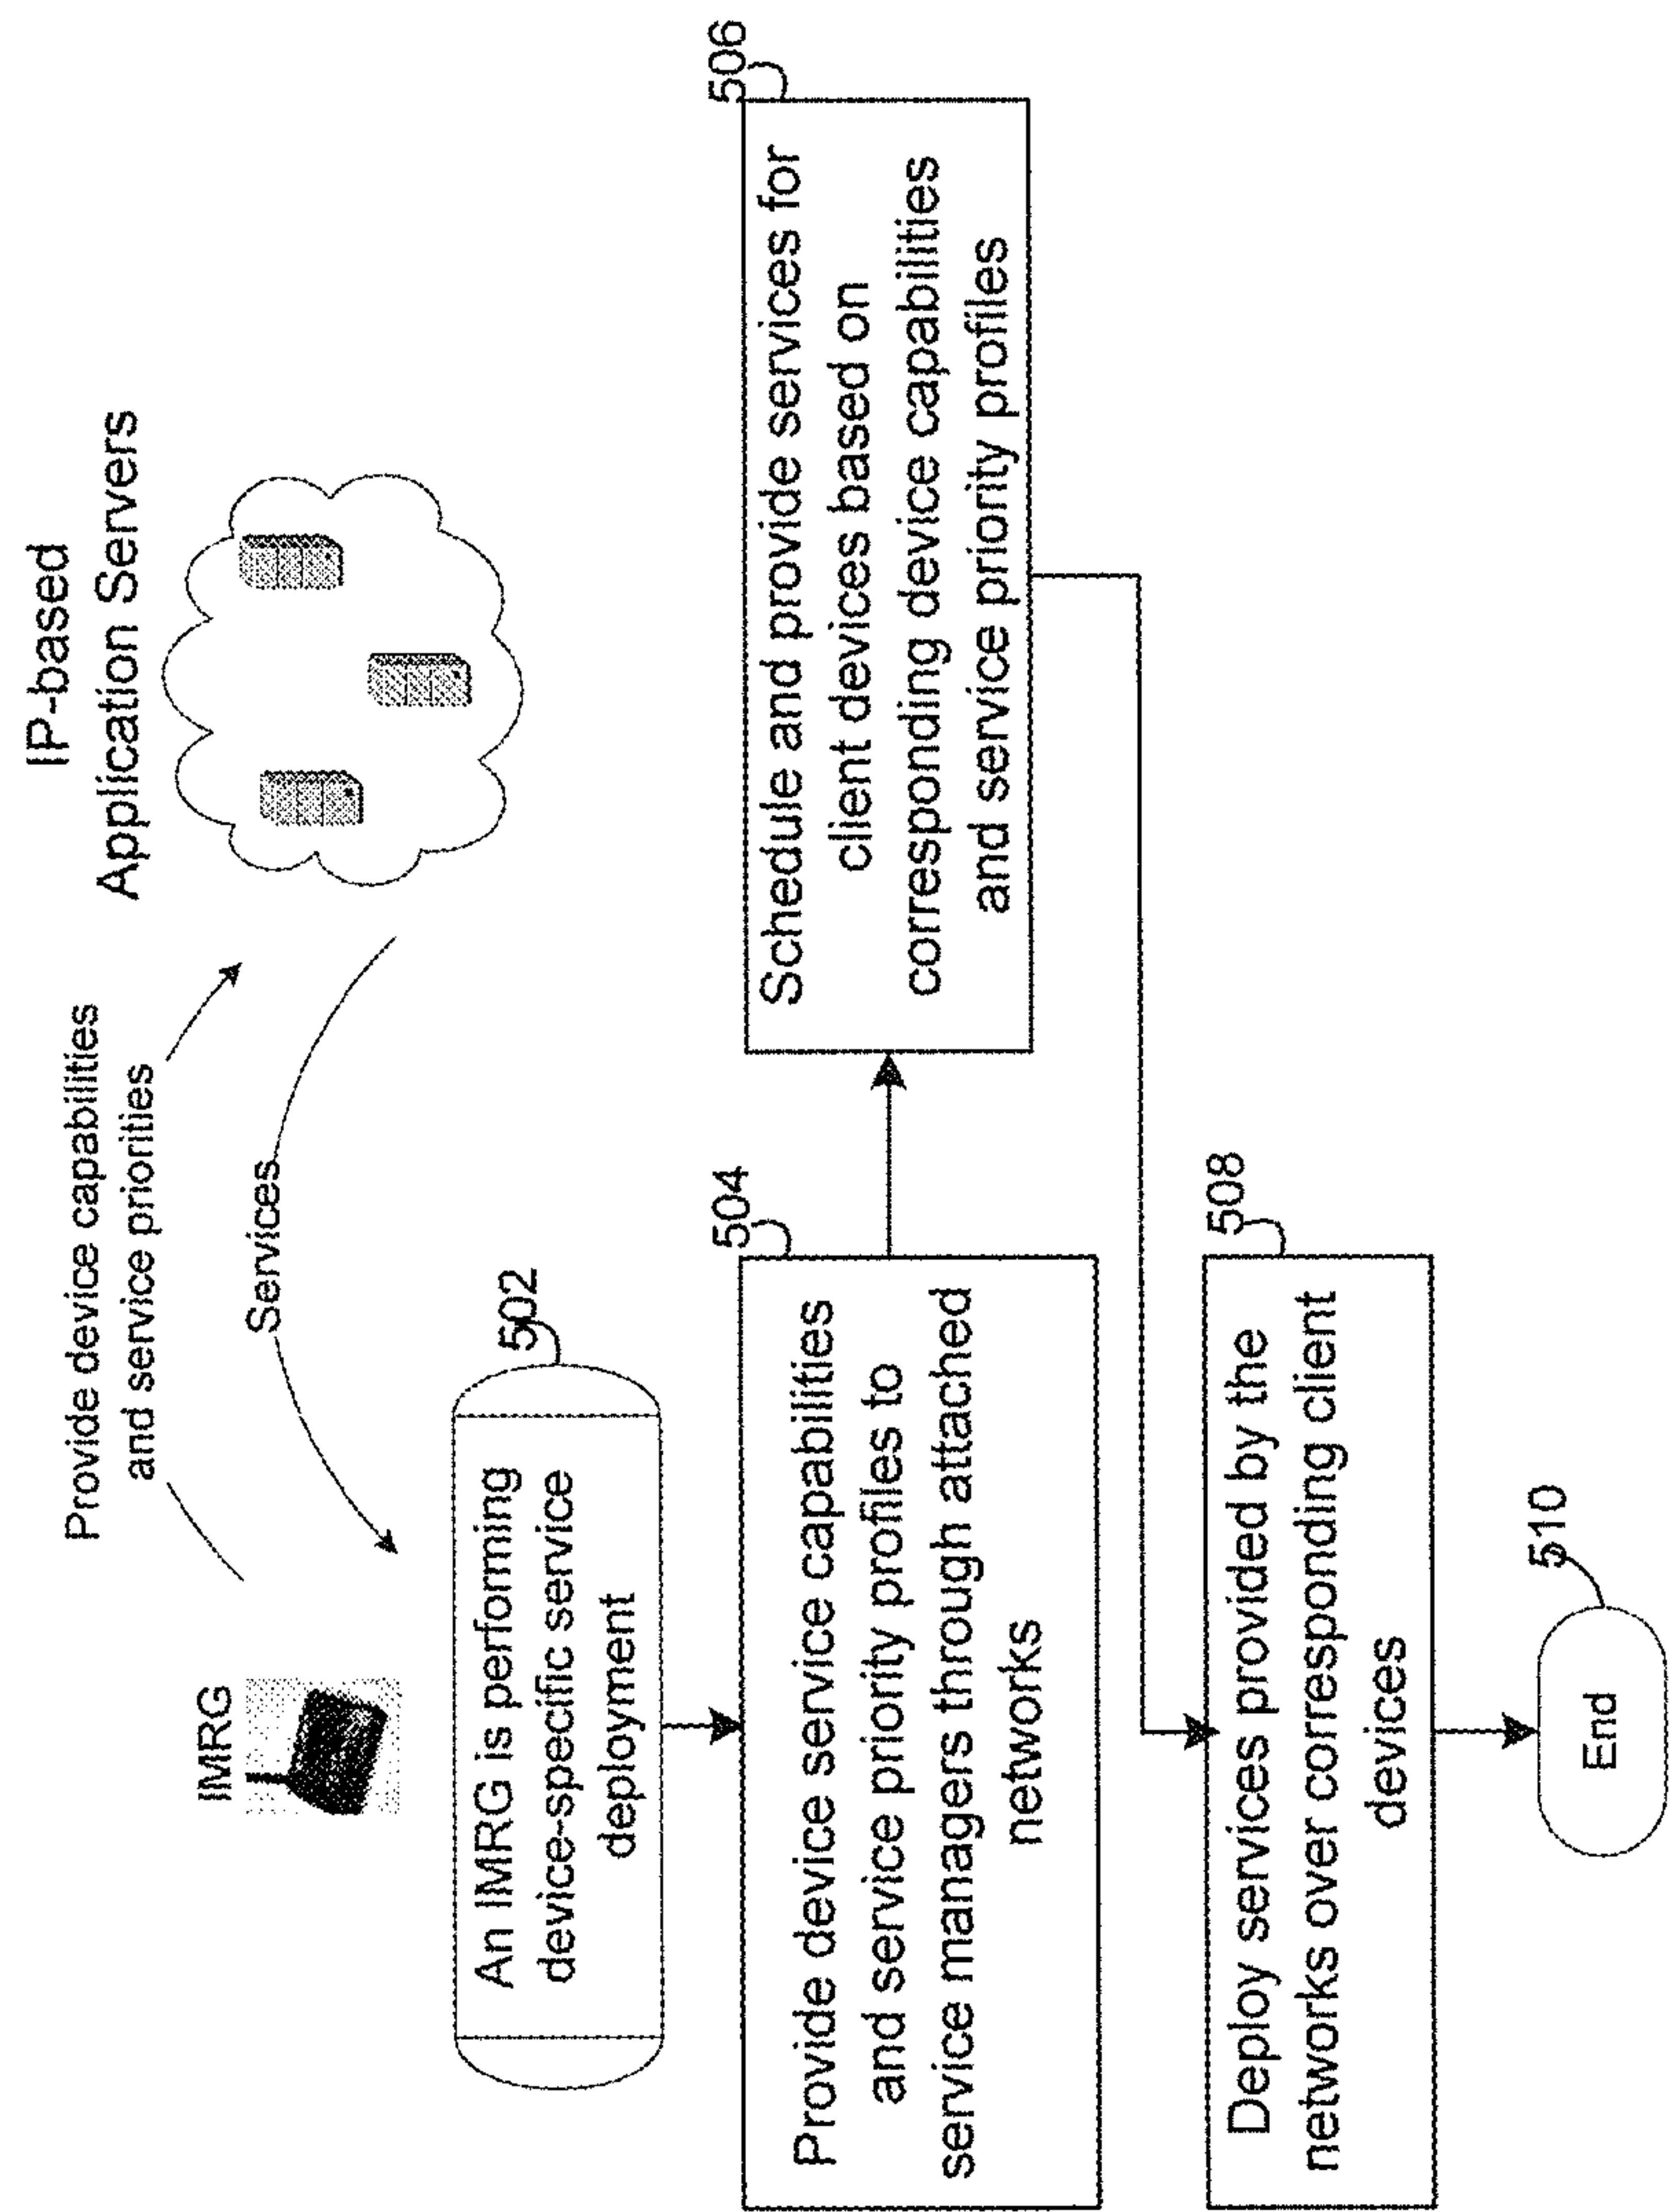 IP-based
Application Servers
Provide device capabilities
and service priorities
IMRG
Services
502
An IMRG is performing
device-specific service
deployment
504
Provide device service capabilities
and service priority profiles to
service managers through attached
networks
506
Schedule and provide services for
client devices based on
corresponding device capabilities
and service priority profiles
508
Deploy services provided by the
networks over corresponding client
devices
510
End